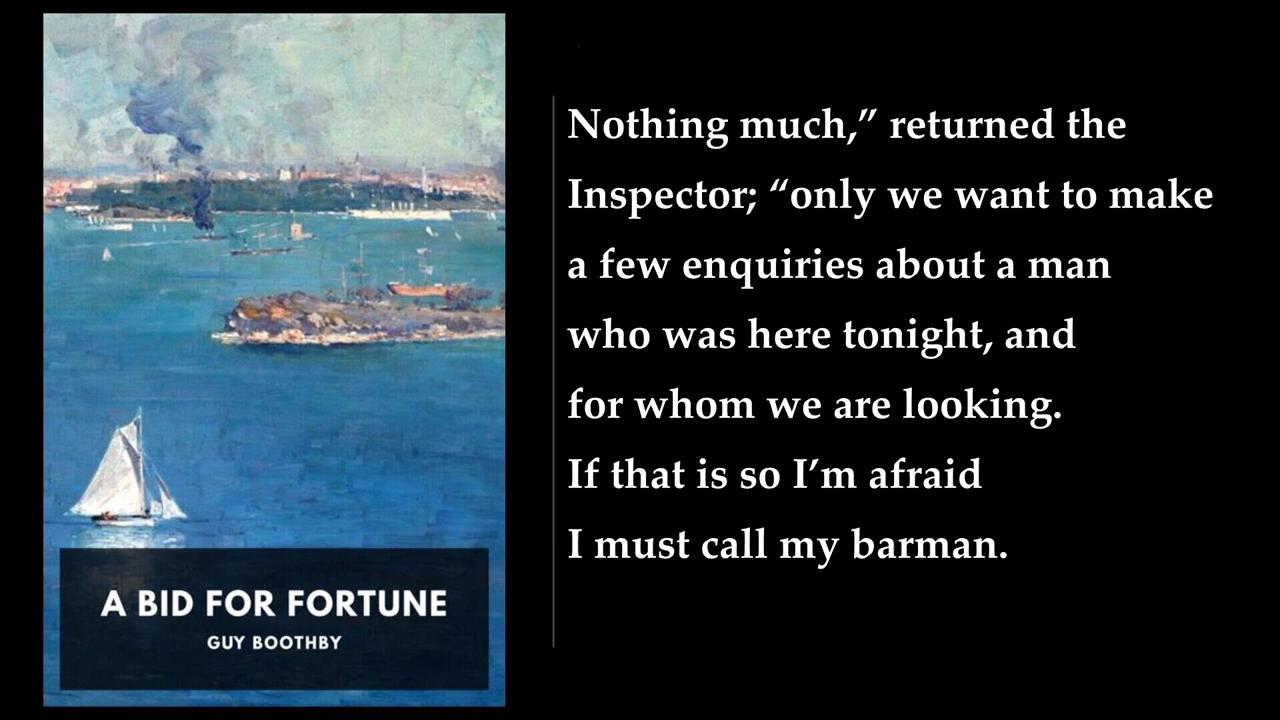 Nothing much,” returned the
Inspector; “only we want to make
a few enquiries about a man
who was here tonight, and
for whom we are looking.
If that is so I’m afraid
I must call my barman.
A BID FOR FORTUNE
GUY BOOTHBY